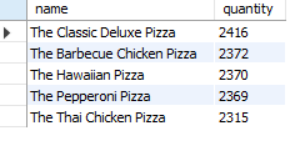 name quantity
The Classic Deluxe Pizza 2416
The Barbecue Chicken Pizza 2372
The Hawaiian Pizza 2370
The Pepperoni Pizza 2369
The Thai Chicken Pizza 2315